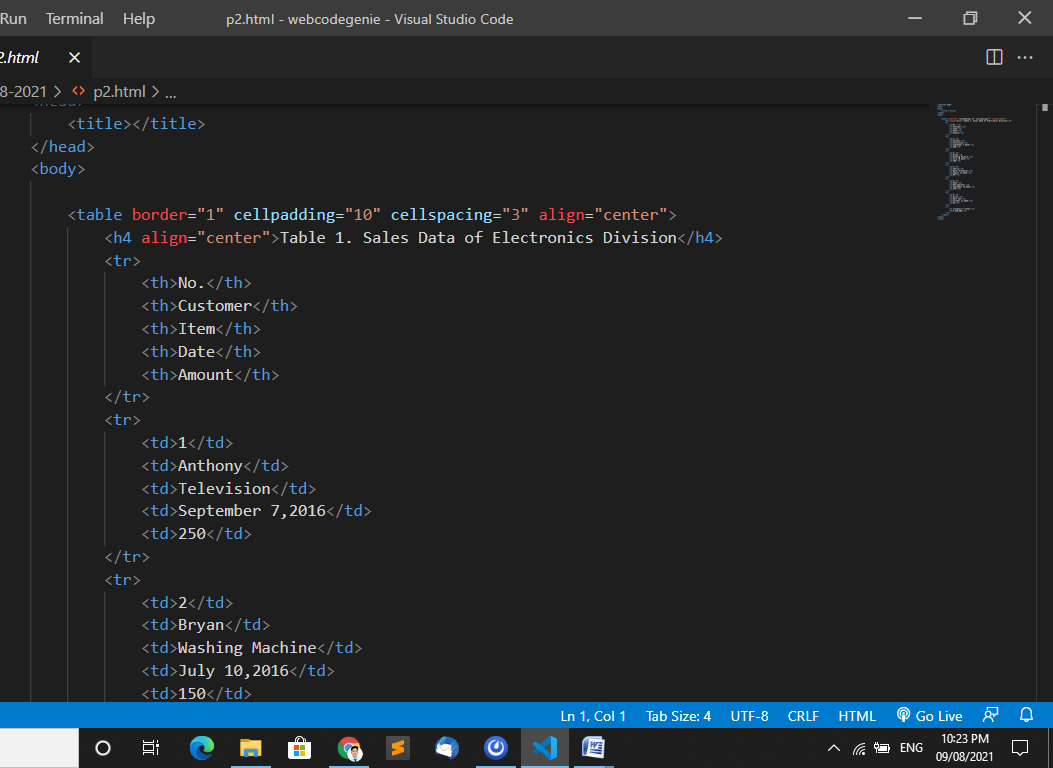 Run Terminal Help p2.html - webcodegenie - Visual Studio Code
2.html
8-2021 > p2.html > ...
<head>
<title></title>
</head>
<body>
<table border="1" cellpadding="10" cellspacing="3" align="center">
<h4 align="center">Table 1. Sales Data of Electronics Division</h4>
<tr>
<th>No.</th>
<th>Customer</th>
<th>Item</th>
<th>Date</th>
<th>Amount</th>
</tr>
<tr>
<td>1</td>
<td>Anthony</td>
<td>Television</td>
<td>September 7,2016</td>
<td>250</td>
</tr>
<tr>
<td>2</td>
<td>Bryan</td>
<td>Washing Machine</td>
<td>July 10,2016</td>
<td>150</td>
Ln 1, Col 1 Tab Size: 4 UTF-8 CRLF HTML Go Live
ENG 10:23 PM
09/08/2021